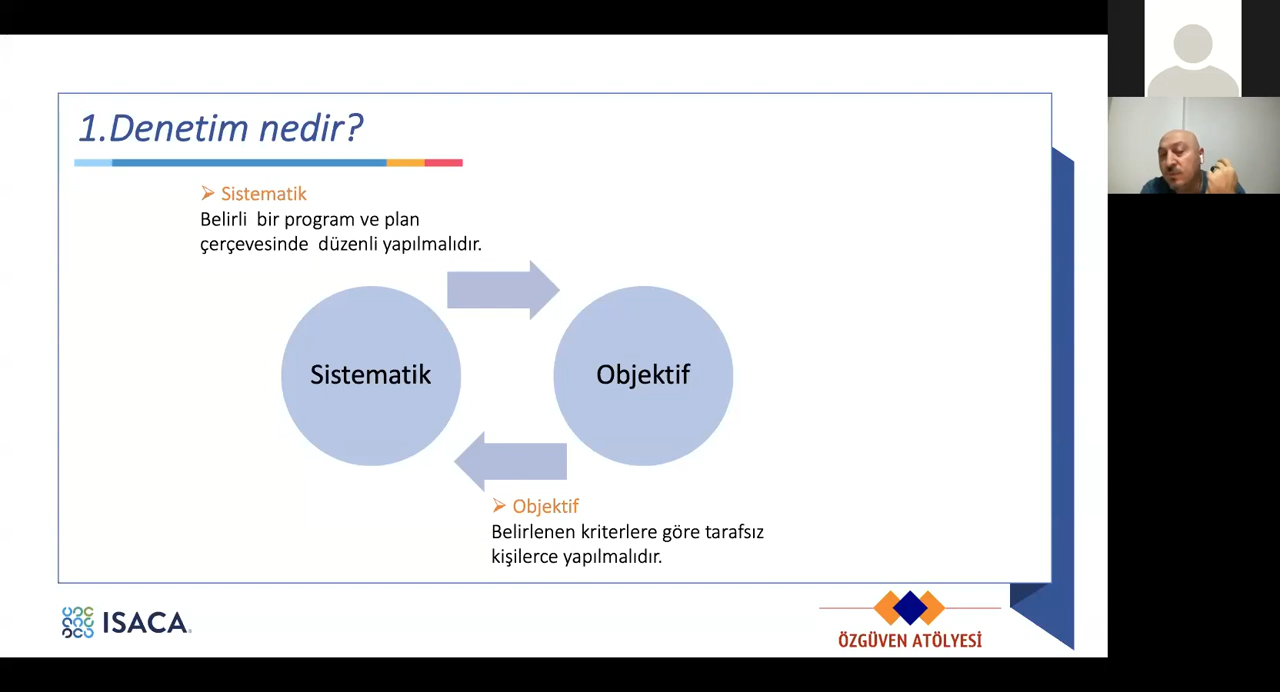 1.Denetim nedir?
➢ Sistematik
Belirli  bir program ve plan
çerçevesinde  düzenli yapılmalıdır.
Sistematik
Objektif
➢ Objektif
Belirlenen kriterlere göre tarafsız
kişilerce yapılmalıdır.
ISACA.
ÖZGÜVEN ATÖLYESİ